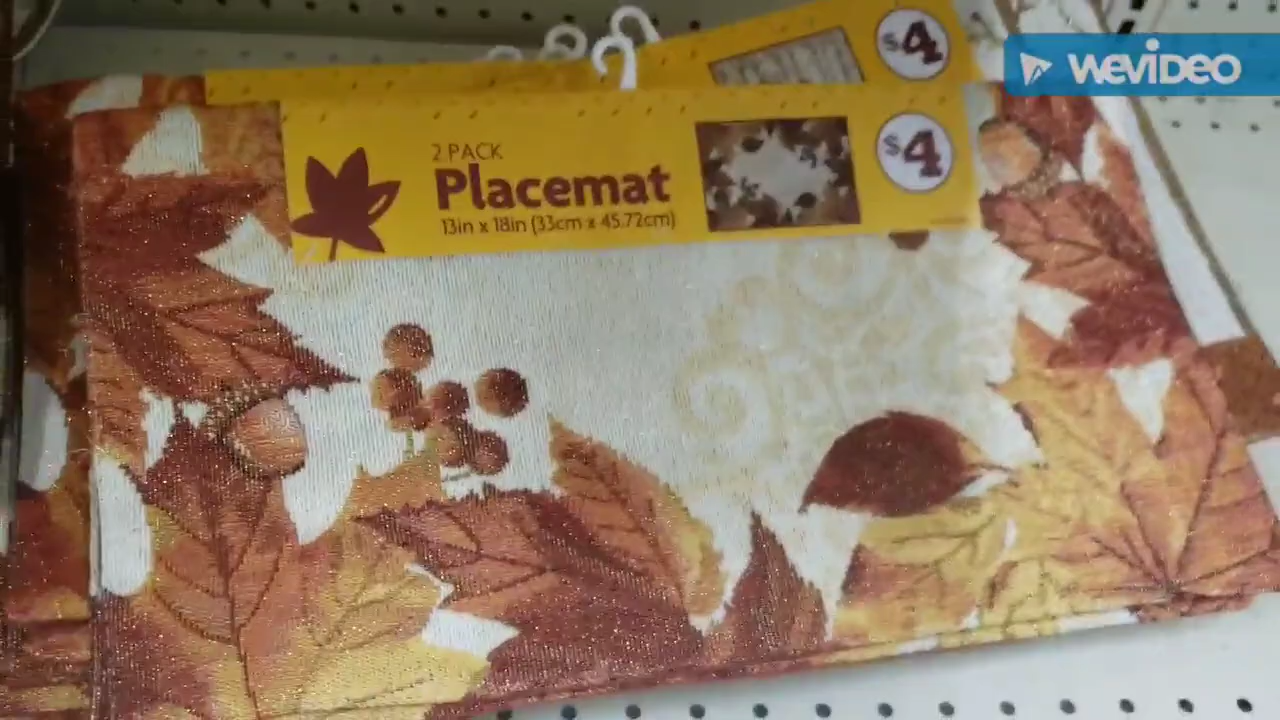 $4
wevideo
2 PACK
Placemat
13in x 18in (33cm x 45.72cm)
$4